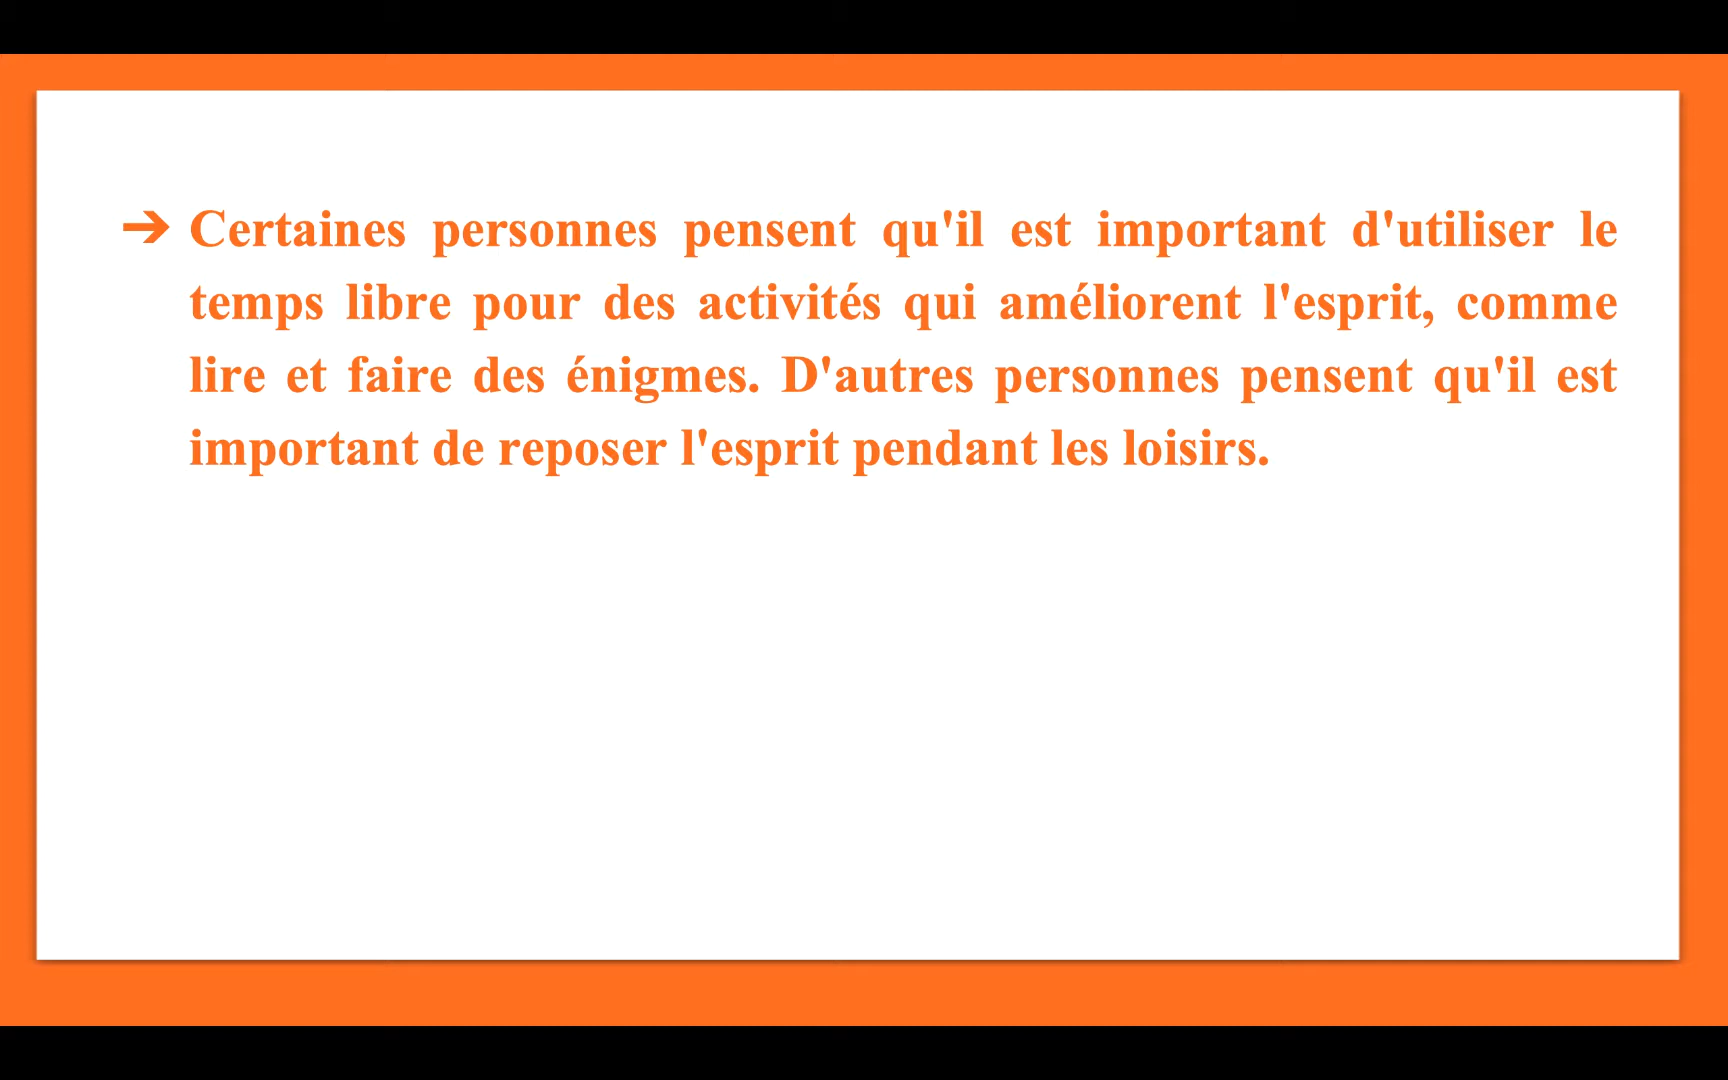 ➔ Certaines personnes pensent qu'il est important d'utiliser le
temps libre pour des activités qui améliorent l'esprit, comme
lire et faire des énigmes. D'autres personnes pensent qu'il est
important de reposer l'esprit pendant les loisirs.